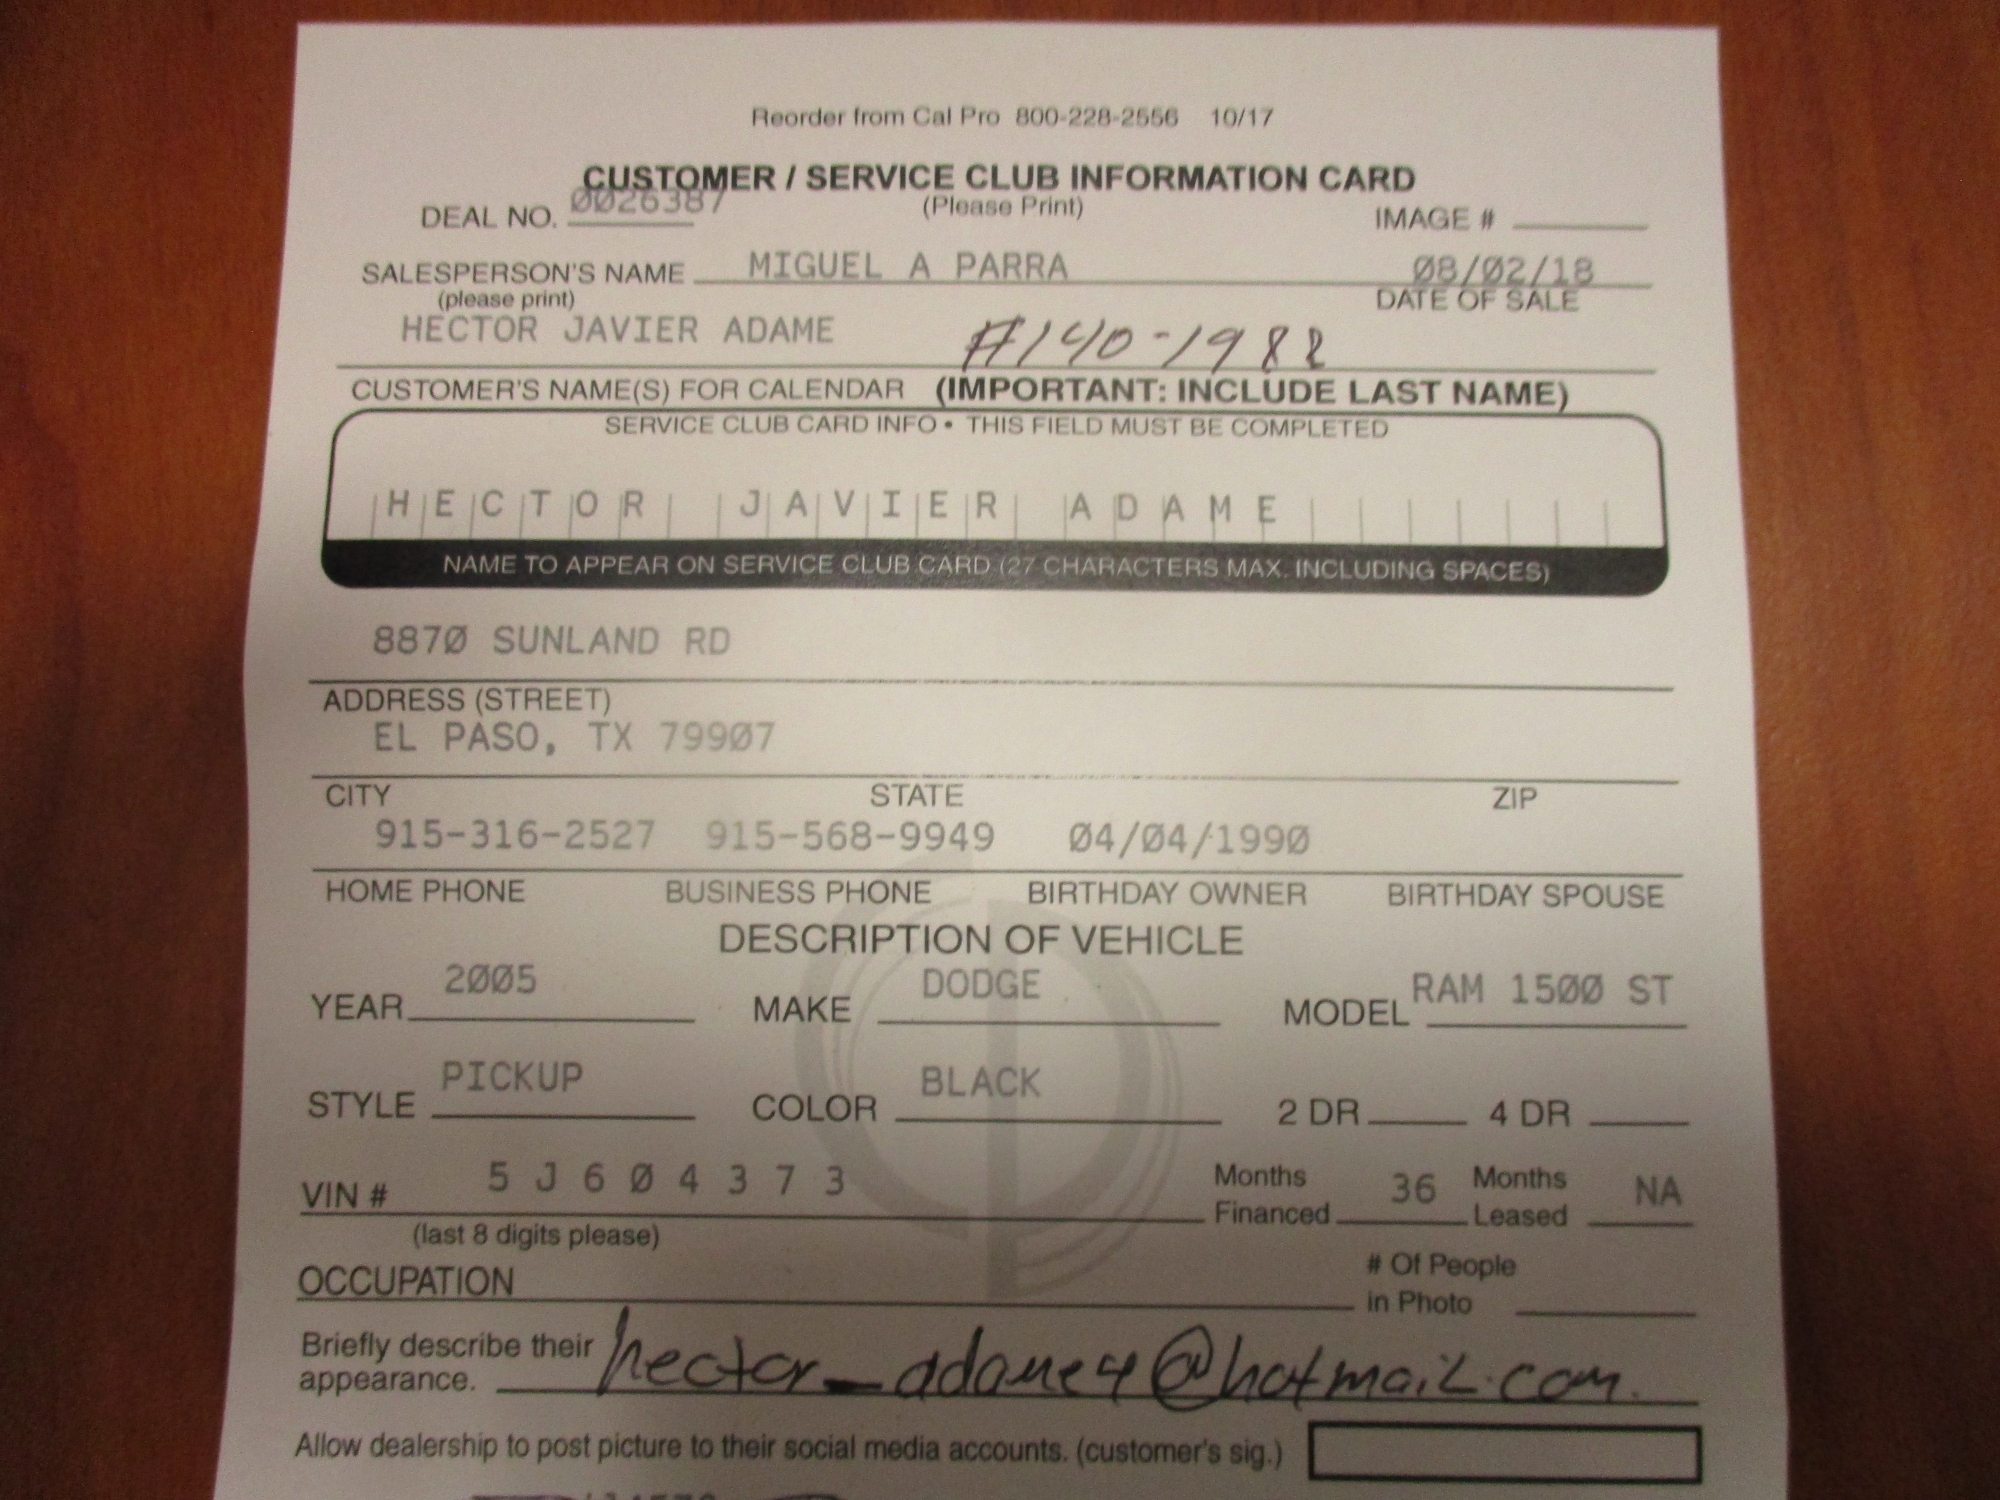 Reorder from Cal Pro 800-228-2556 10/17
CUSTOMER / SERVICE CLUB INFORMATION CARD
DEAL NO. 0026387 (Please Print) IMAGE #
SALESPERSON'S NAME MIGUEL A PARRA 08/02/18
(please print) DATE OF SALE
HECTOR JAVIER ADAME #140-1982
CUSTOMER'S NAME(S) FOR CALENDAR (IMPORTANT: INCLUDE LAST NAME)
SERVICE CLUB CARD INFO • THIS FIELD MUST BE COMPLETED
HECTOR JAVIER ADAME
NAME TO APPEAR ON SERVICE CLUB CARD (27 CHARACTERS MAX. INCLUDING SPACES)
8870 SUNLAND RD
ADDRESS (STREET)
EL PASO, TX 79907
CITY STATE ZIP
915-316-2527 915-568-9949 04/04/1990
HOME PHONE BUSINESS PHONE BIRTHDAY OWNER BIRTHDAY SPOUSE
DESCRIPTION OF VEHICLE
YEAR 2005 MAKE DODGE MODEL RAM 1500 ST
STYLE PICKUP COLOR BLACK 2 DR 4 DR
VIN # 5J604373 Months Financed 36 Months Leased NA
(last 8 digits please)
OCCUPATION # Of People in Photo
Briefly describe their appearance. hector_adame4@hotmail.com.
Allow dealership to post picture to their social media accounts. (customer's sig.)